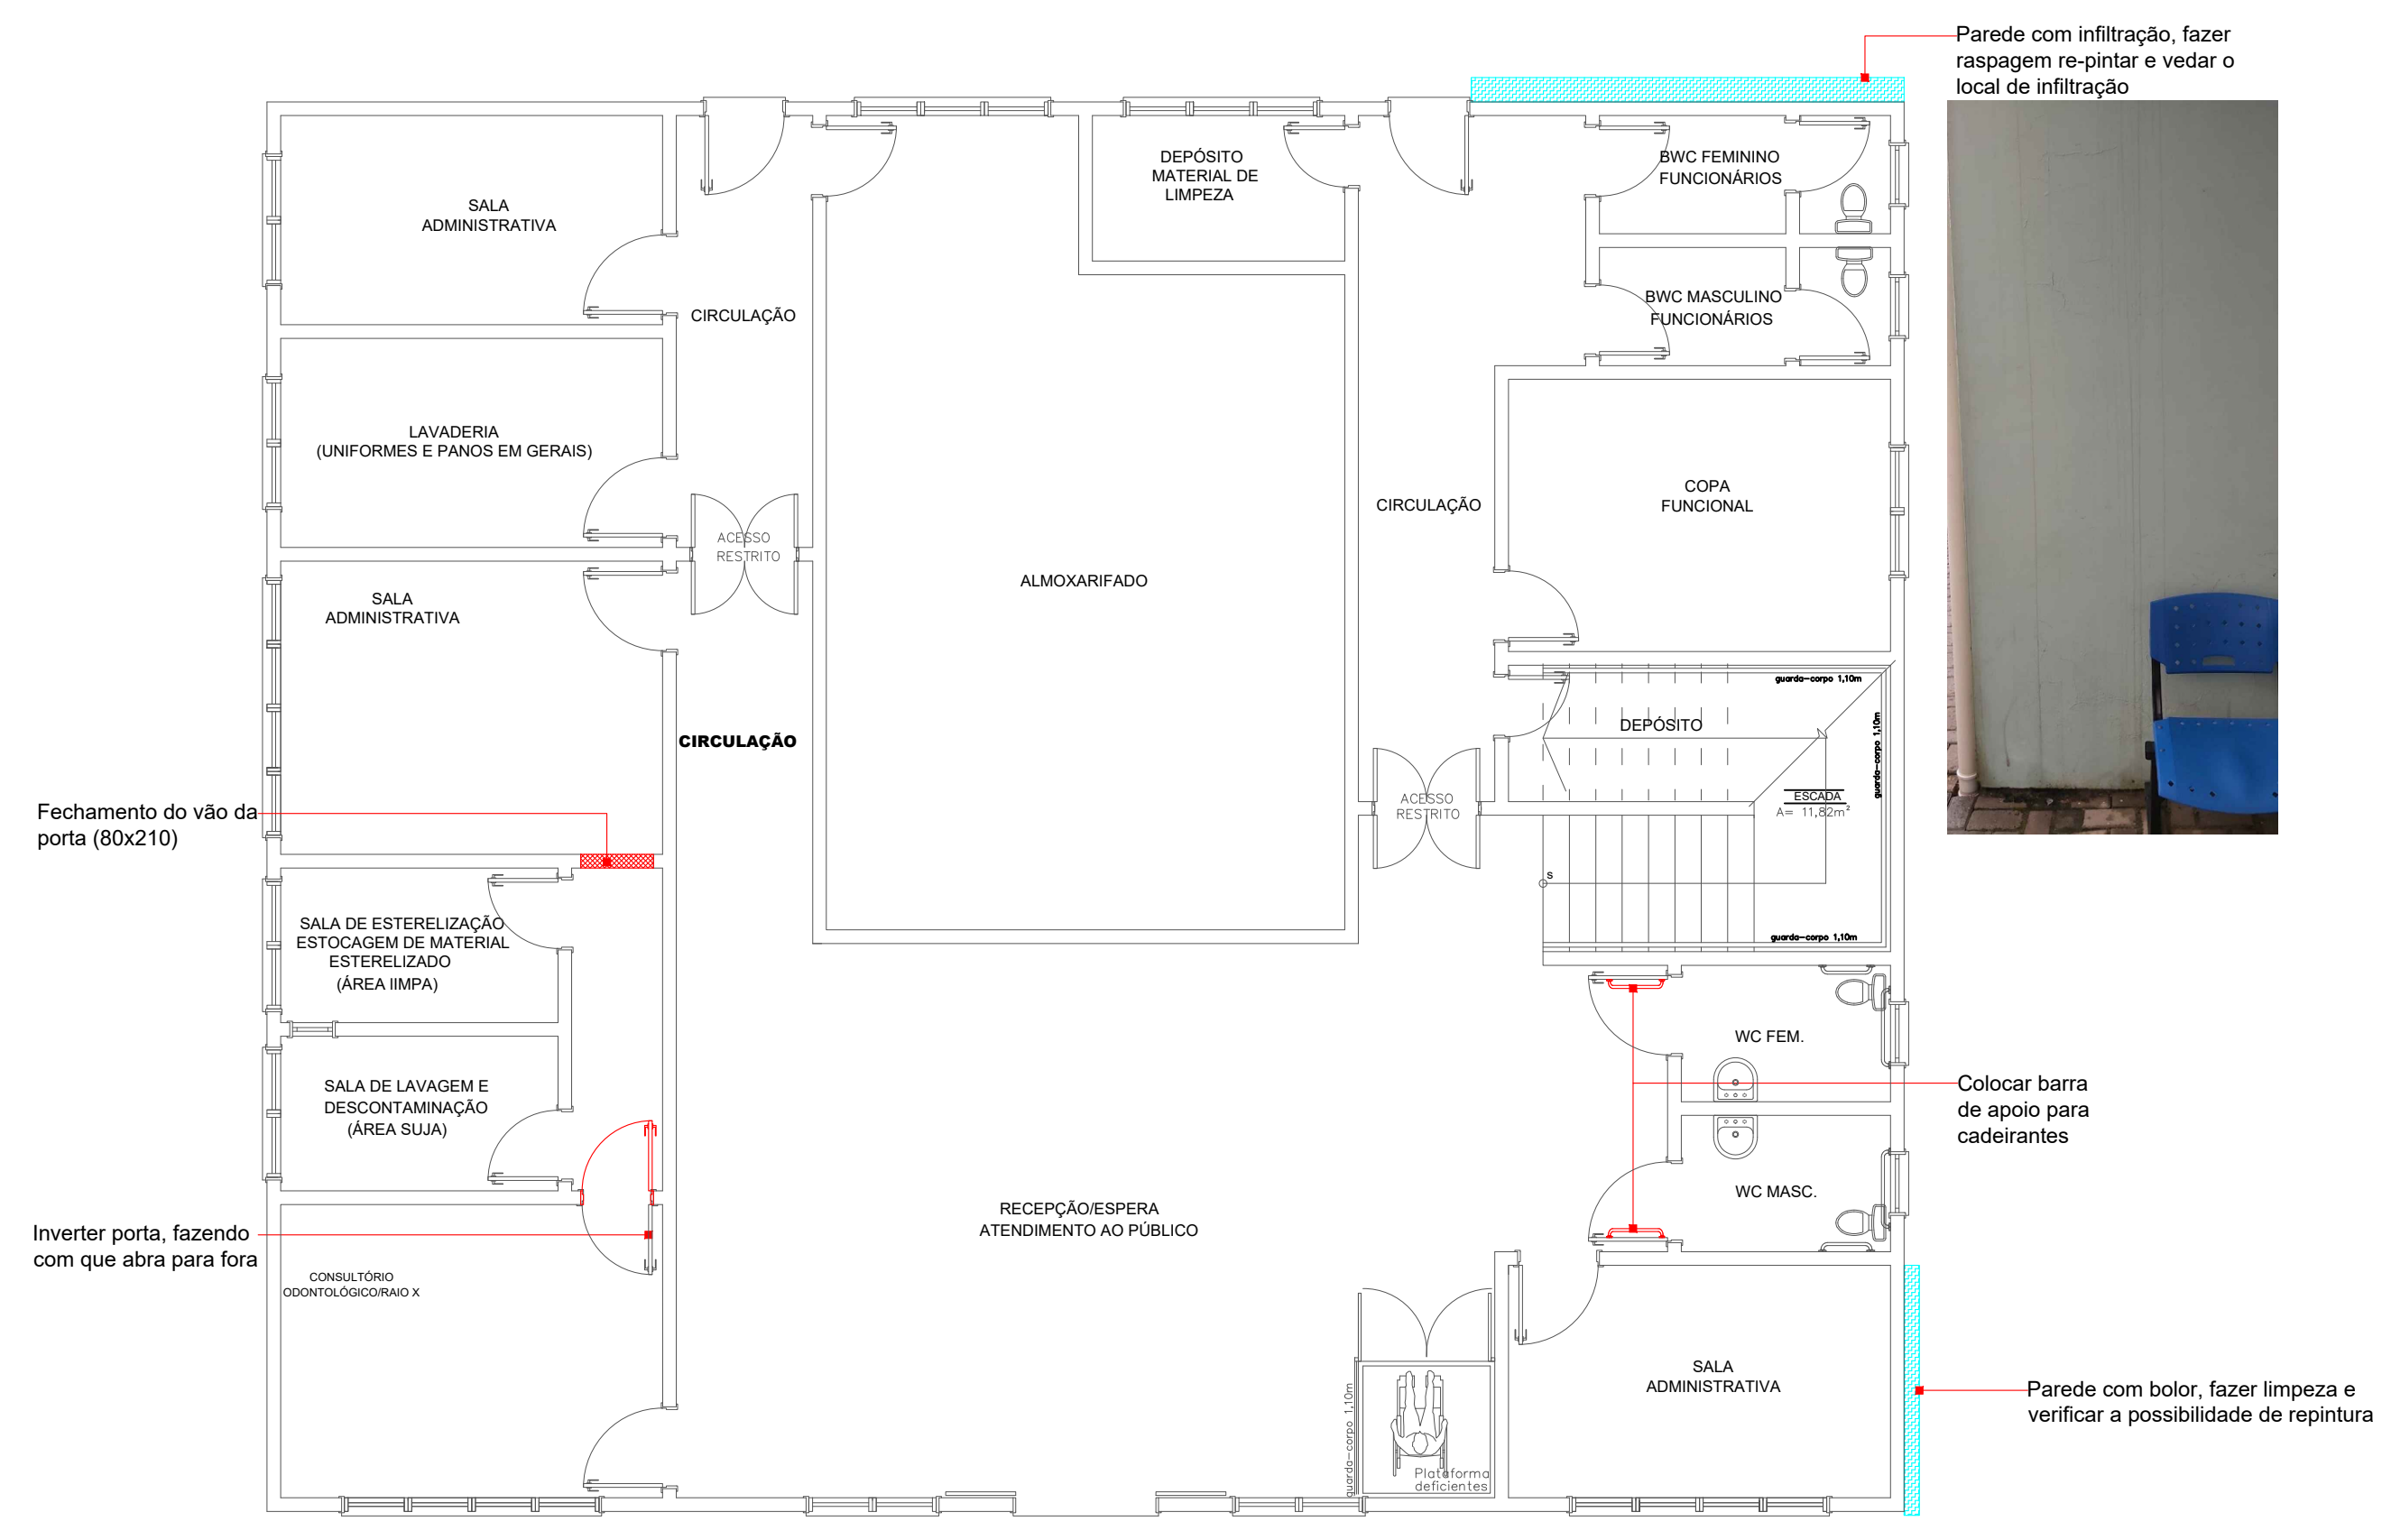 Parede com infiltração, fazer
raspagem re-pintar e vedar o
local de infiltração
SALA
ADMINISTRATIVA
DEPÓSITO
MATERIAL DE
LIMPEZA
BWC FEMININO
FUNCIONÁRIOS
BWC MASCULINO
FUNCIONÁRIOS
CIRCULAÇÃO
LAVADERIA
(UNIFORMES E PANOS EM GERAIS)
CIRCULAÇÃO
COPA
FUNCIONAL
ACESSO
RESTRITO
ALMOXARIFADO
SALA
ADMINISTRATIVA
guarda-corpo 1,10m
DEPÓSITO
guarda-corpo 1,10m
CIRCULAÇÃO
ACESSO
RESTRITO
ESCADA
A= 11,82m²
Fechamento do vão da
porta (80x210)
S
SALA DE ESTERELIZAÇÃO
ESTOCAGEM DE MATERIAL
ESTERELIZADO
(ÁREA IIMPA)
guarda-corpo 1,10m
WC FEM.
SALA DE LAVAGEM E
DESCONTAMINAÇÃO
(ÁREA SUJA)
Colocar barra
de apoio para
cadeirantes
WC MASC.
RECEPÇÃO/ESPERA
ATENDIMENTO AO PÚBLICO
Inverter porta, fazendo
com que abra para fora
CONSULTÓRIO
ODONTOLÓGICO/RAIO X
SALA
ADMINISTRATIVA
guarda-corpo 1,10m
Plataforma
deficientes
Parede com bolor, fazer limpeza e
verificar a possibilidade de repintura